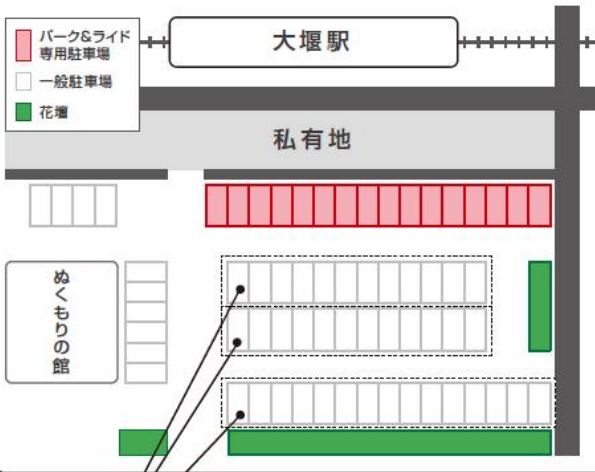 パーク&ライド
専用駐車場
一般駐車場
花壇
大堰駅
私有地
ぬくもりの館